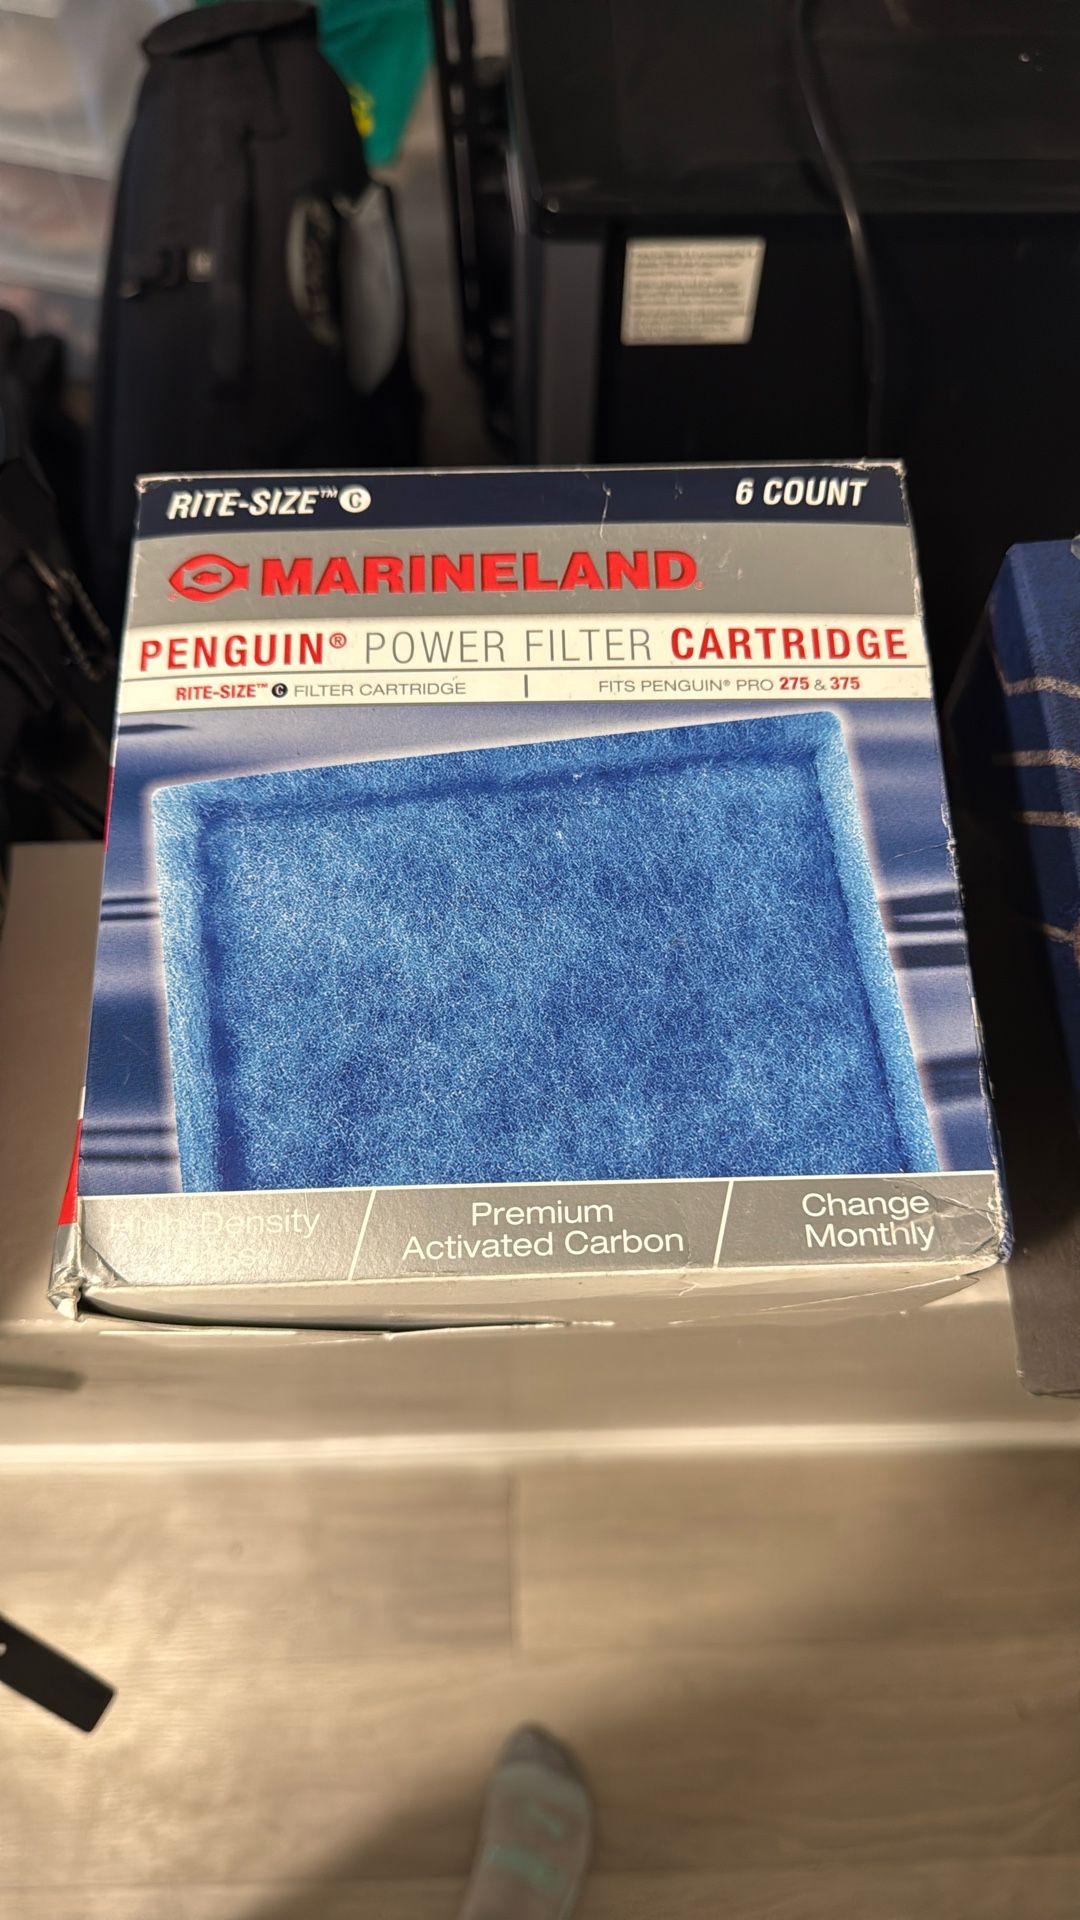 RITE-SIZE™ C
6 COUNT
MARINELAND®
PENGUIN® POWER FILTER CARTRIDGE
RITE-SIZE™ C FILTER CARTRIDGE | FITS PENGUIN® PRO 275 & 375
High-Density
Premium
Activated Carbon
Change
Monthly